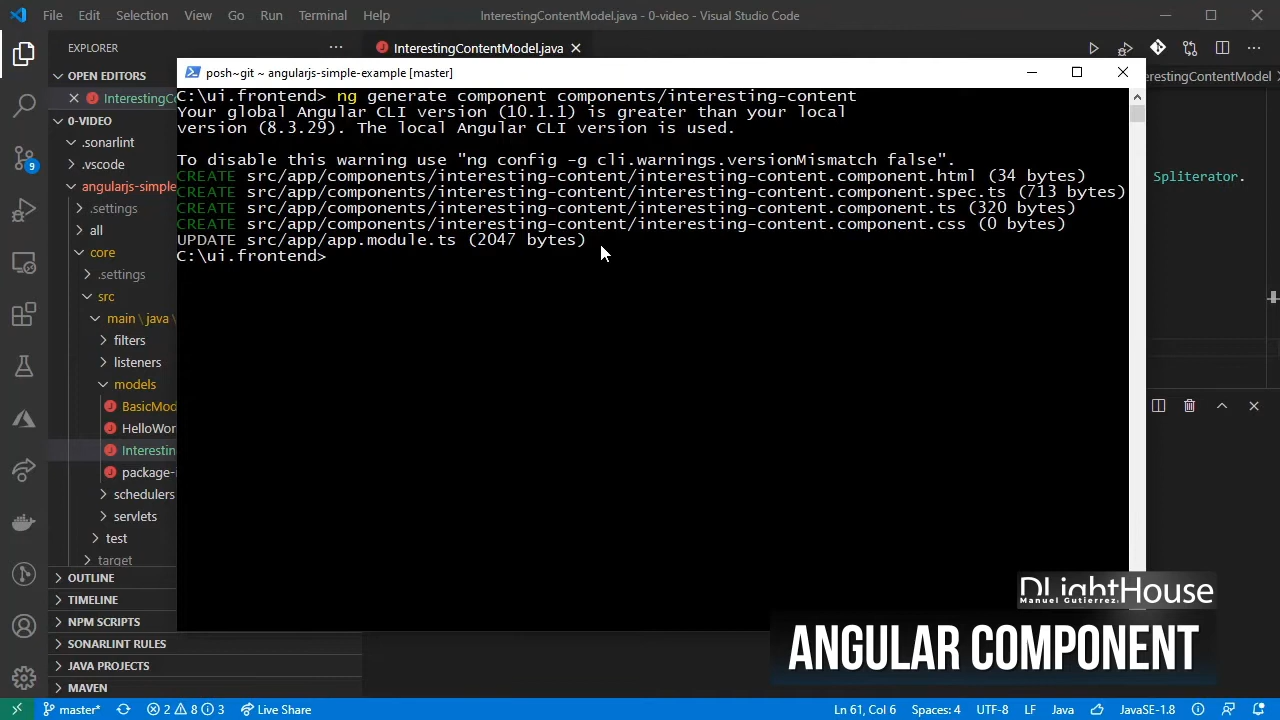 File Edit Selection View Go Run Terminal Help
InterestingContentModel.java - 0-video - Visual Studio Code
EXPLORER
InterestingContentModel.java
OPEN EDITORS
InterestingCo
erestingContentModel
0-VIDEO
.sonarlint
.vscode
angularjs-simple
.settings
all
core
.settings
src
main\java
filters
listeners
models
BasicMod
HelloWor
Interestin
package-i
schedulers
servlets
test
target
OUTLINE
TIMELINE
NPM SCRIPTS
SONARLINT RULES
JAVA PROJECTS
MAVEN
9
posh~git ~ angularjs-simple-example [master]
C:\ui.frontend> ng generate component components/interesting-content
Your global Angular CLI version (10.1.1) is greater than your local
version (8.3.29). The local Angular CLI version is used.
To disable this warning use "ng config -g cli.warnings.versionMismatch false".
CREATE src/app/components/interesting-content/interesting-content.component.html (34 bytes)
CREATE src/app/components/interesting-content/interesting-content.component.spec.ts (713 bytes)
CREATE src/app/components/interesting-content/interesting-content.component.ts (320 bytes)
CREATE src/app/components/interesting-content/interesting-content.component.css (0 bytes)
UPDATE src/app/app.module.ts (2047 bytes)
C:\ui.frontend>
Spliterator.
DLightHouse
Manuel Gutierrez
ANGULAR COMPONENT
master* 2 8 3 Live Share
Ln 61, Col 6 Spaces: 4 UTF-8 LF Java JavaSE-1.8